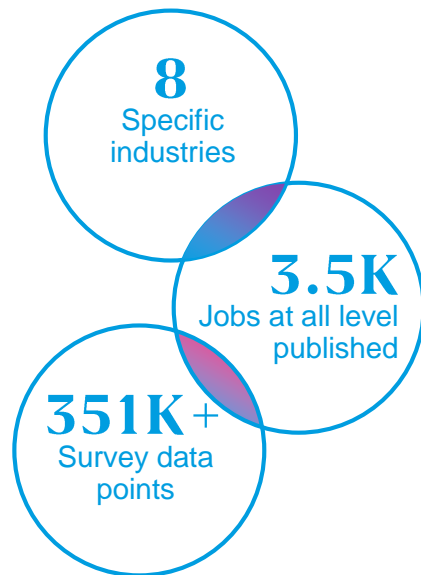 8
Specific
industries
3.5K
Jobs at all level
published
351K+
Survey data
points